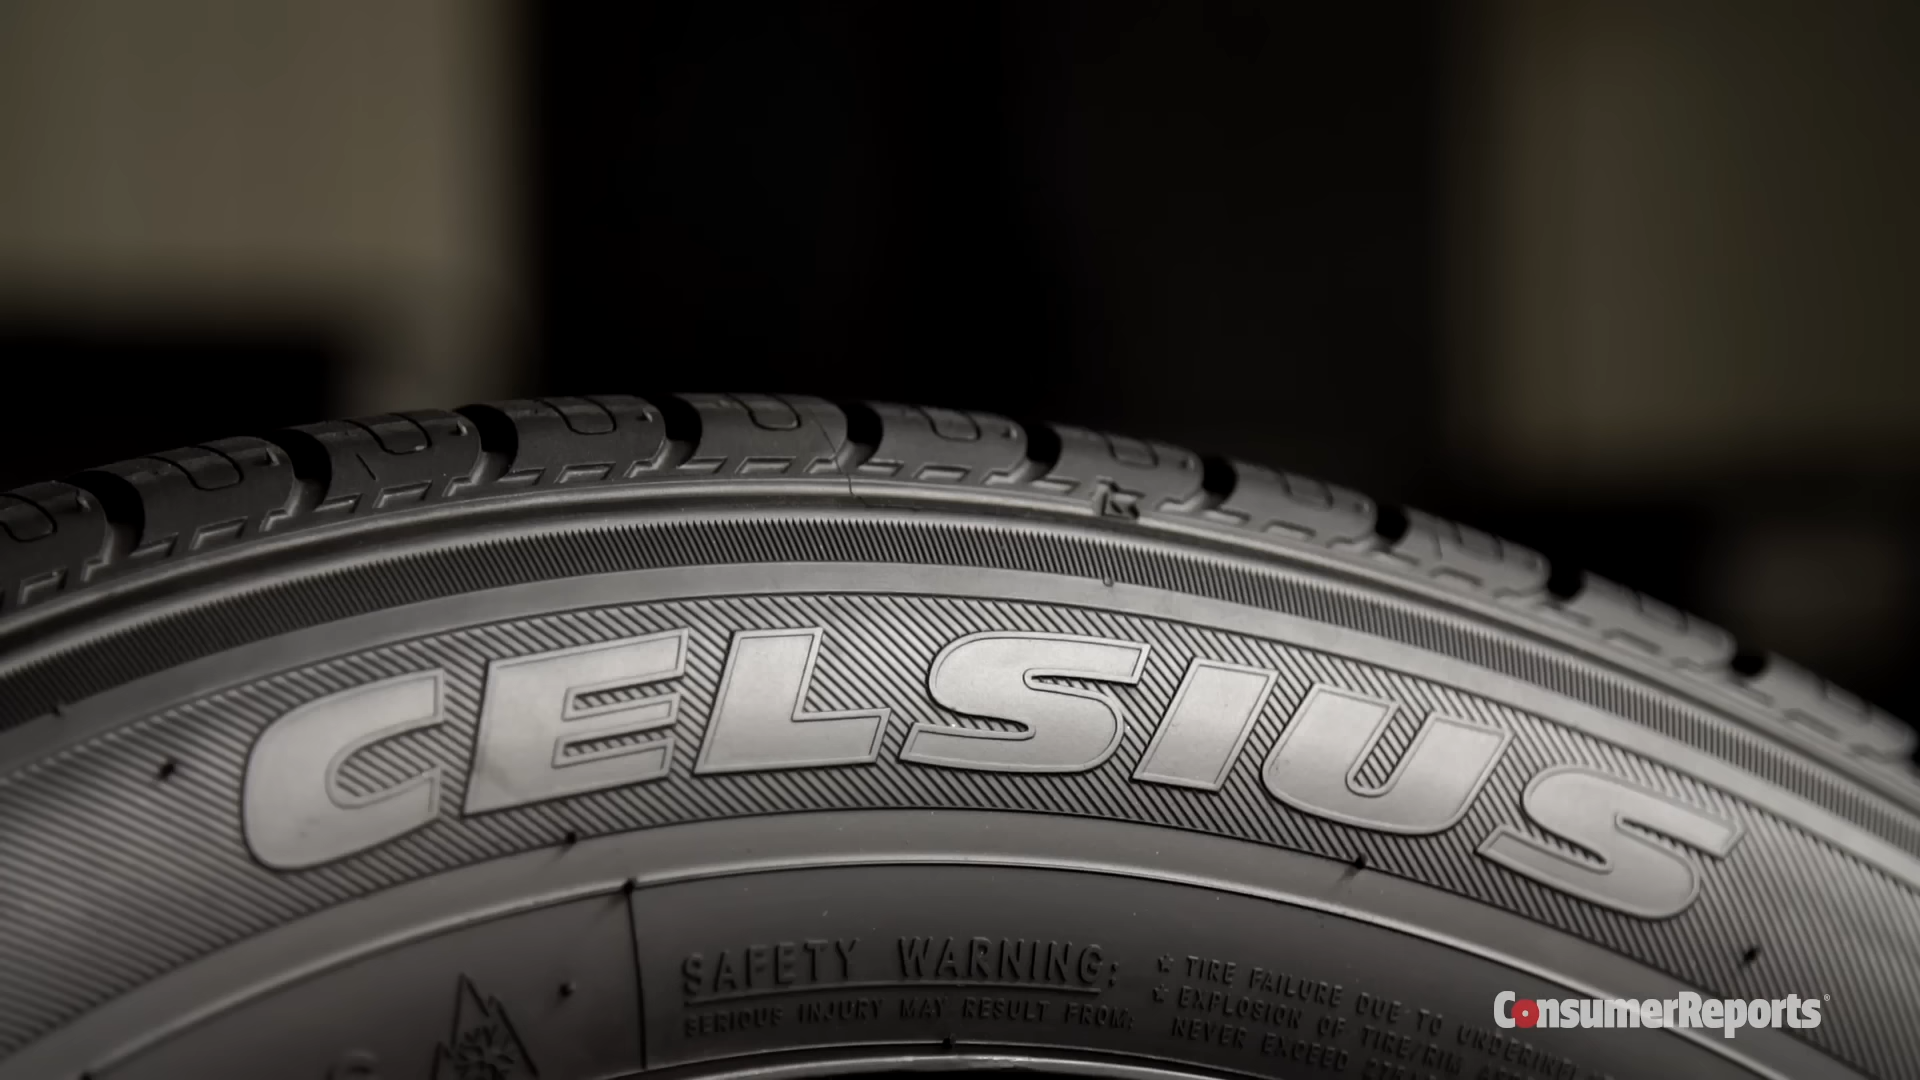 CELSIUS
SAFETY WARNING:
SERIOUS INJURY MAY RESULT FROM:
★ TIRE FAILURE DUE TO
★ EXPLOSION OF TIRE/RIM
NEVER EXCEED
ConsumerReports®